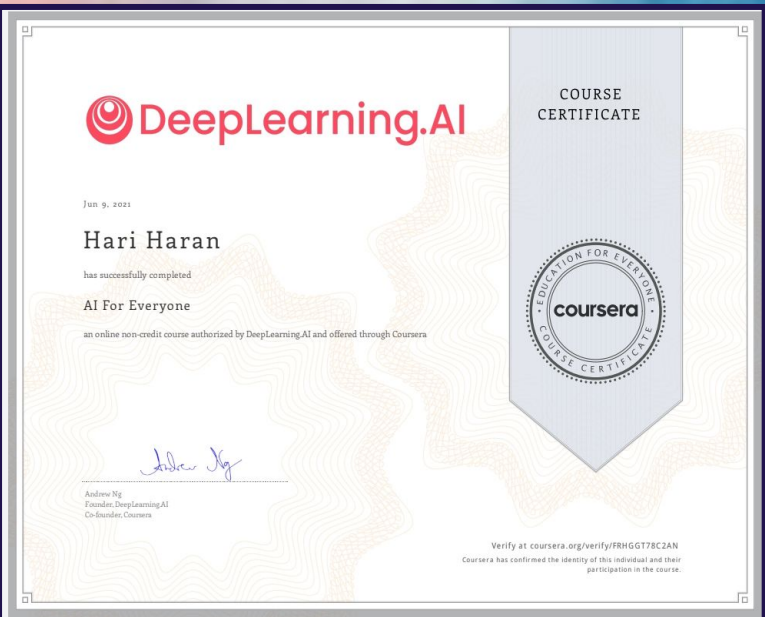 DeepLearning.AI
COURSE
CERTIFICATE
Jun 9, 2021
Hari Haran
has successfully completed
AI For Everyone
an online non-credit course authorized by DeepLearning.AI and offered through Coursera
EDUCATION FOR EVERYONE
coursera
COURSE CERTIFICATE
Andrew Ng
Andrew Ng
Founder, DeepLearning.AI
Co-founder, Coursera
Verify at coursera.org/verify/FRHGGT78C2AN
Coursera has confirmed the identity of this individual and their
participation in the course.